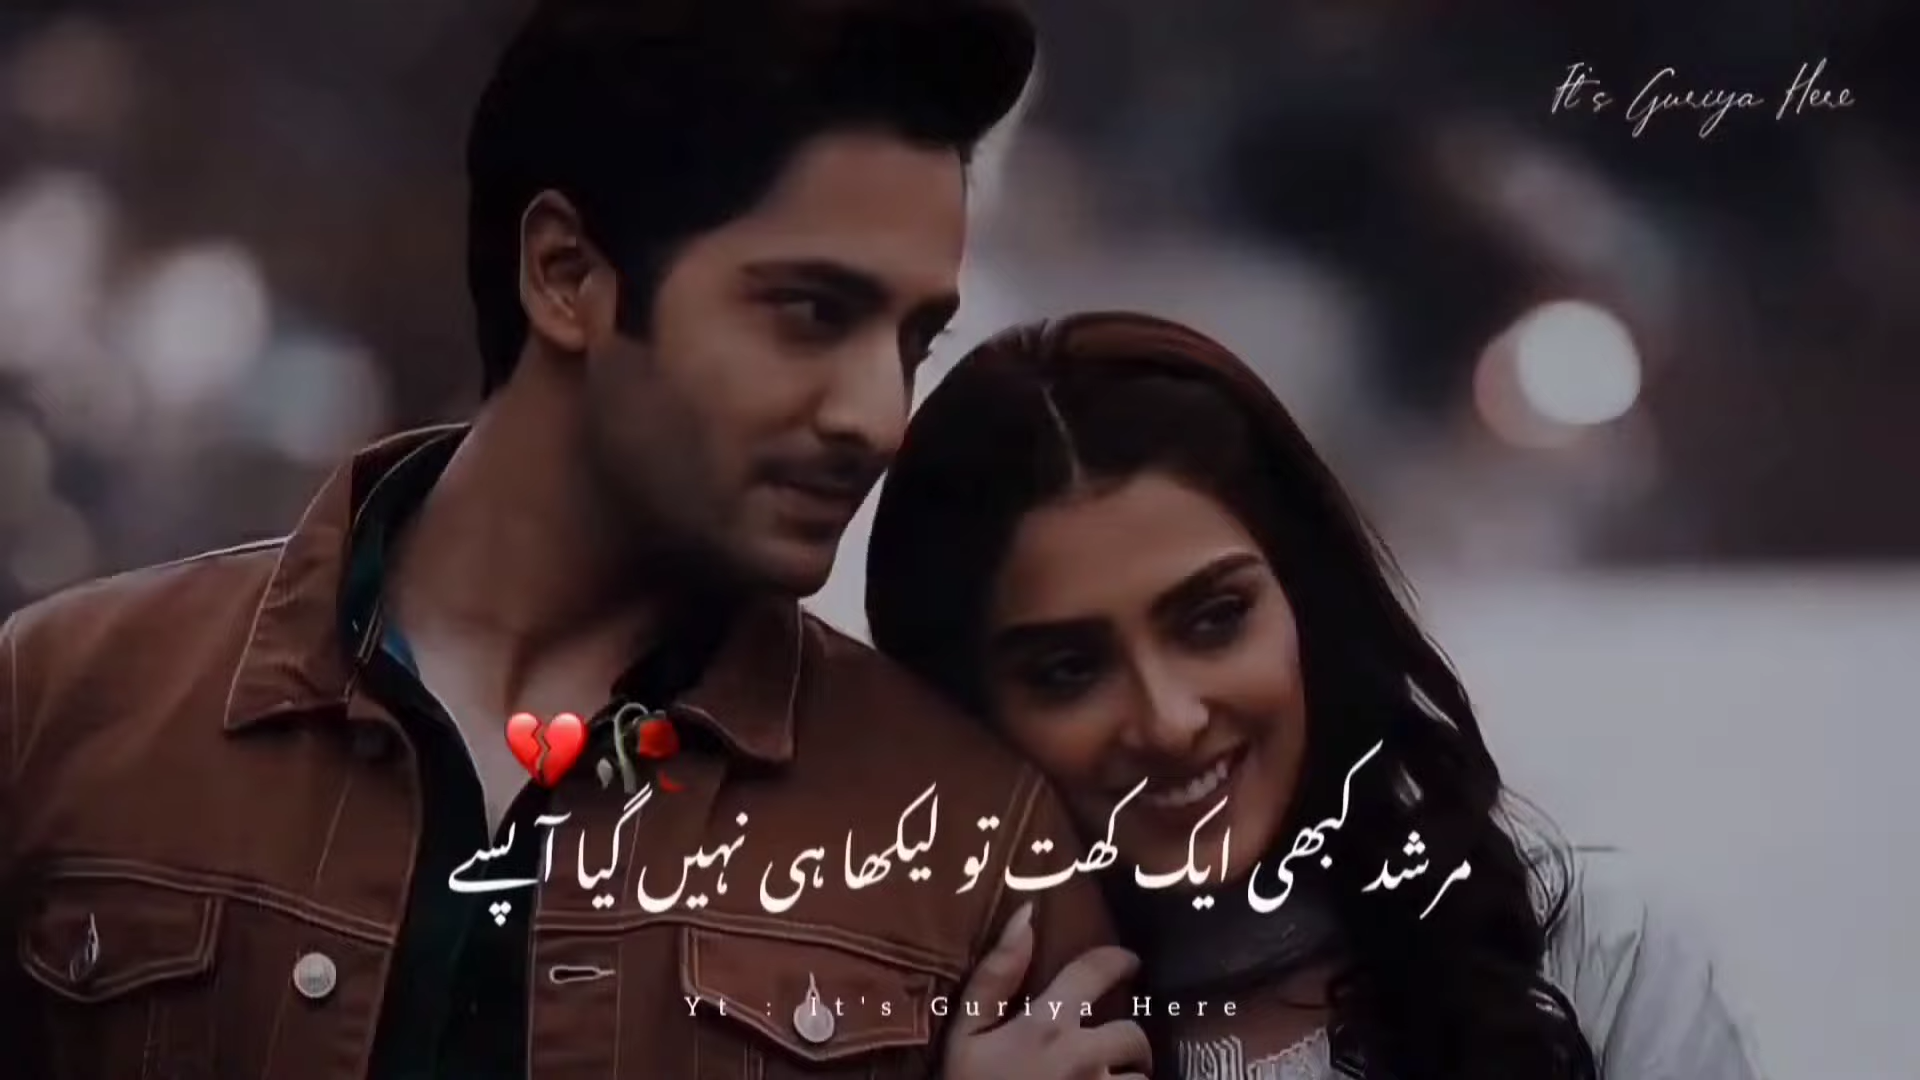 It's Guriya Here
💔🥀
مرشد کبھی ایک کھت تو لیکھا ہی نہیں گیا آپسے
Yt : It's Guriya Here